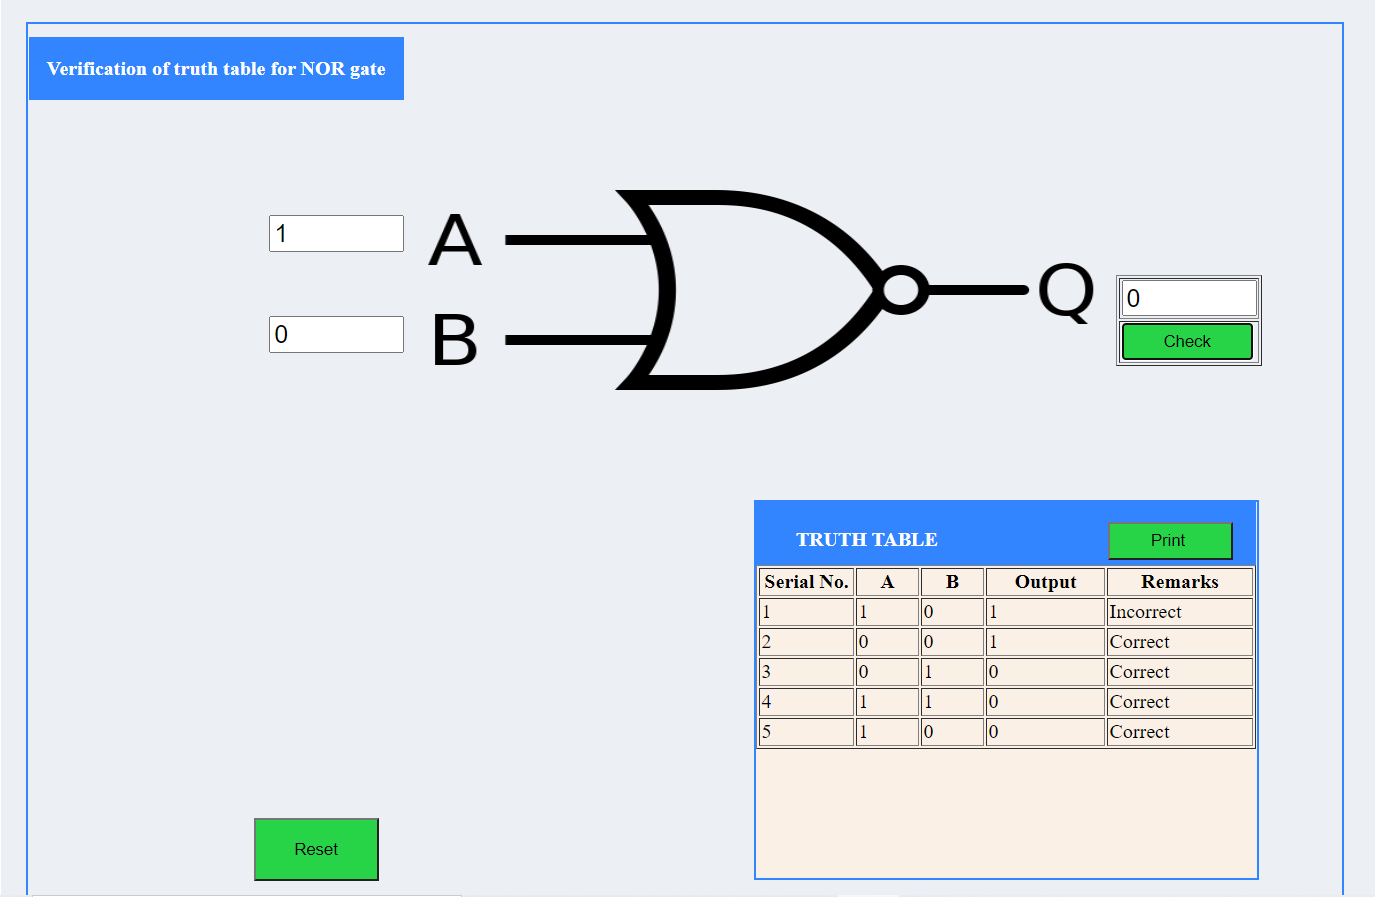 Verification of truth table for NOR gate
1
A
0
B
Q
0
Check
TRUTH TABLE
Print
Serial No. A B Output Remarks
1 1 0 1 Incorrect
2 0 0 1 Correct
3 0 1 0 Correct
4 1 1 0 Correct
5 1 0 0 Correct
Reset